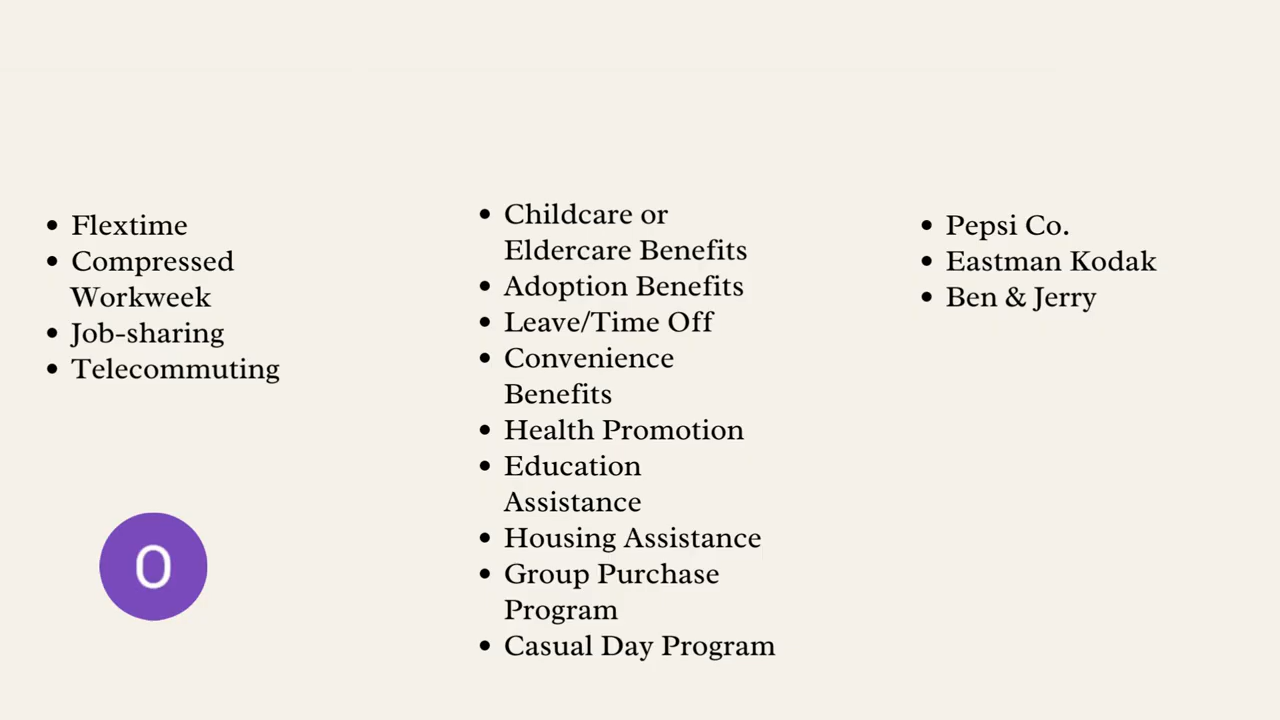 • Flextime
• Compressed
Workweek
• Job-sharing
• Telecommuting
O
• Childcare or
Eldercare Benefits
• Adoption Benefits
• Leave/Time Off
• Convenience
Benefits
• Health Promotion
• Education
Assistance
• Housing Assistance
• Group Purchase
Program
• Casual Day Program
• Pepsi Co.
• Eastman Kodak
• Ben & Jerry